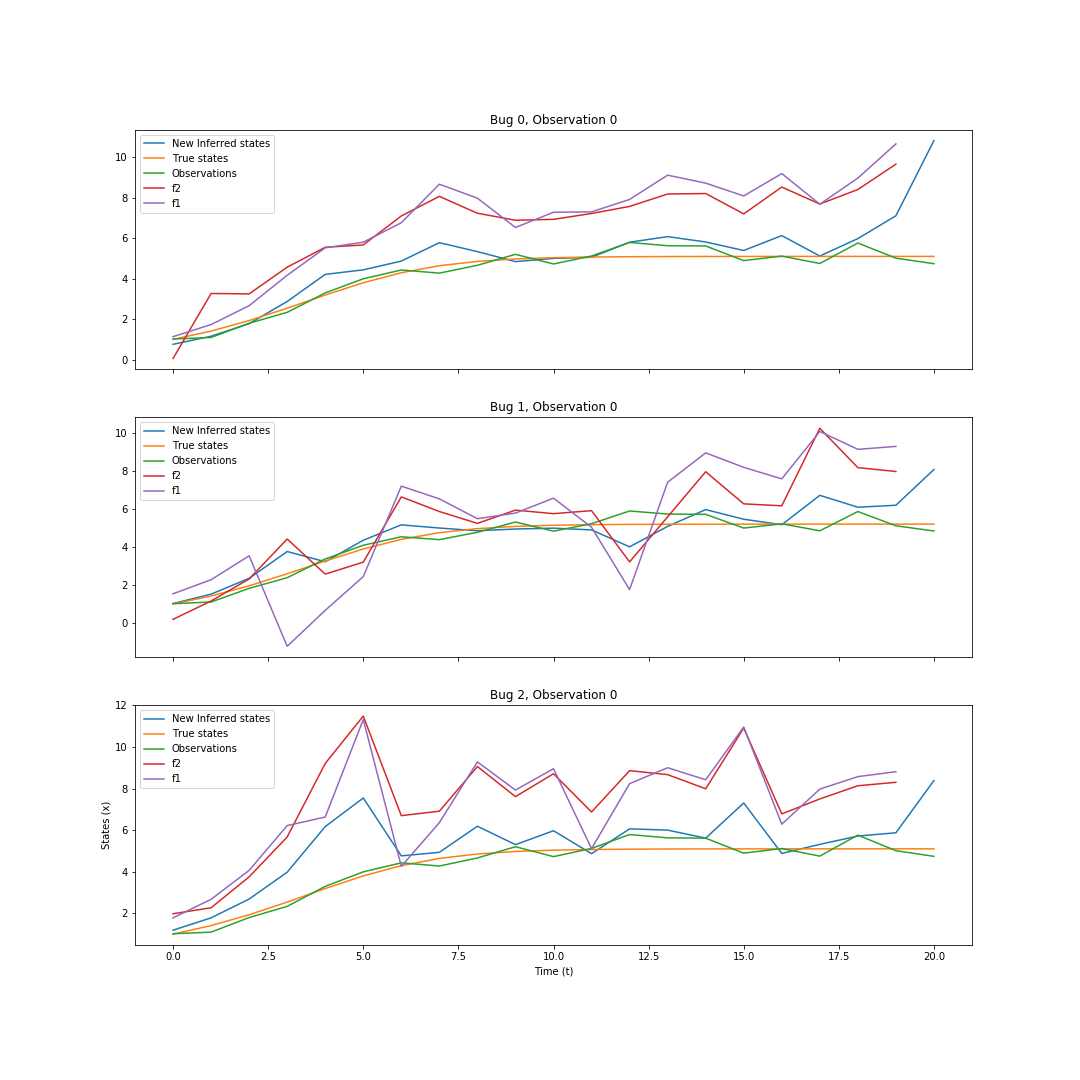 Bug 0, Observation 0
New Inferred states
True states
Observations
f2
f1
10
8
6
4
2
0
Bug 1, Observation 0
New Inferred states
True states
Observations
f2
f1
10
8
6
4
2
0
Bug 2, Observation 0
New Inferred states
True states
Observations
f2
f1
12
10
8
6
4
2
States (x)
0.0 2.5 5.0 7.5 10.0 12.5 15.0 17.5 20.0
Time (t)